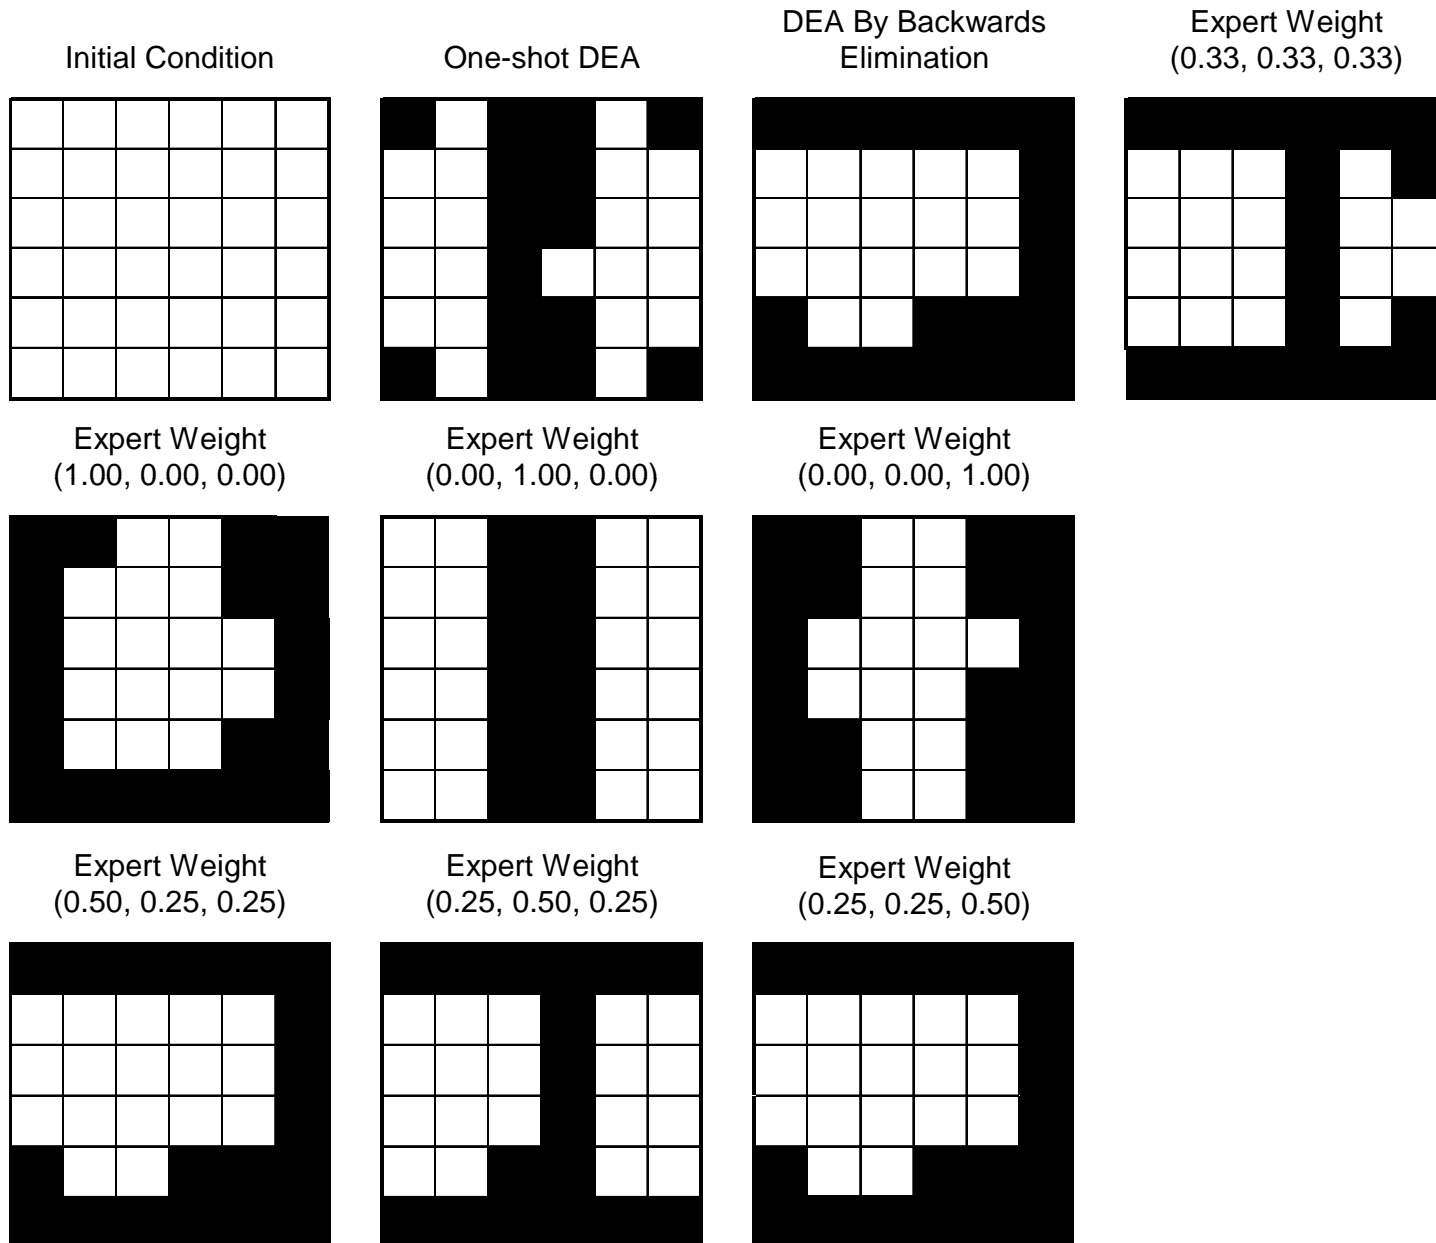 Initial Condition
One-shot DEA
DEA By Backwards
Elimination
Expert Weight
(0.33, 0.33, 0.33)
Expert Weight
(1.00, 0.00, 0.00)
Expert Weight
(0.00, 1.00, 0.00)
Expert Weight
(0.00, 0.00, 1.00)
Expert Weight
(0.50, 0.25, 0.25)
Expert Weight
(0.25, 0.50, 0.25)
Expert Weight
(0.25, 0.25, 0.50)